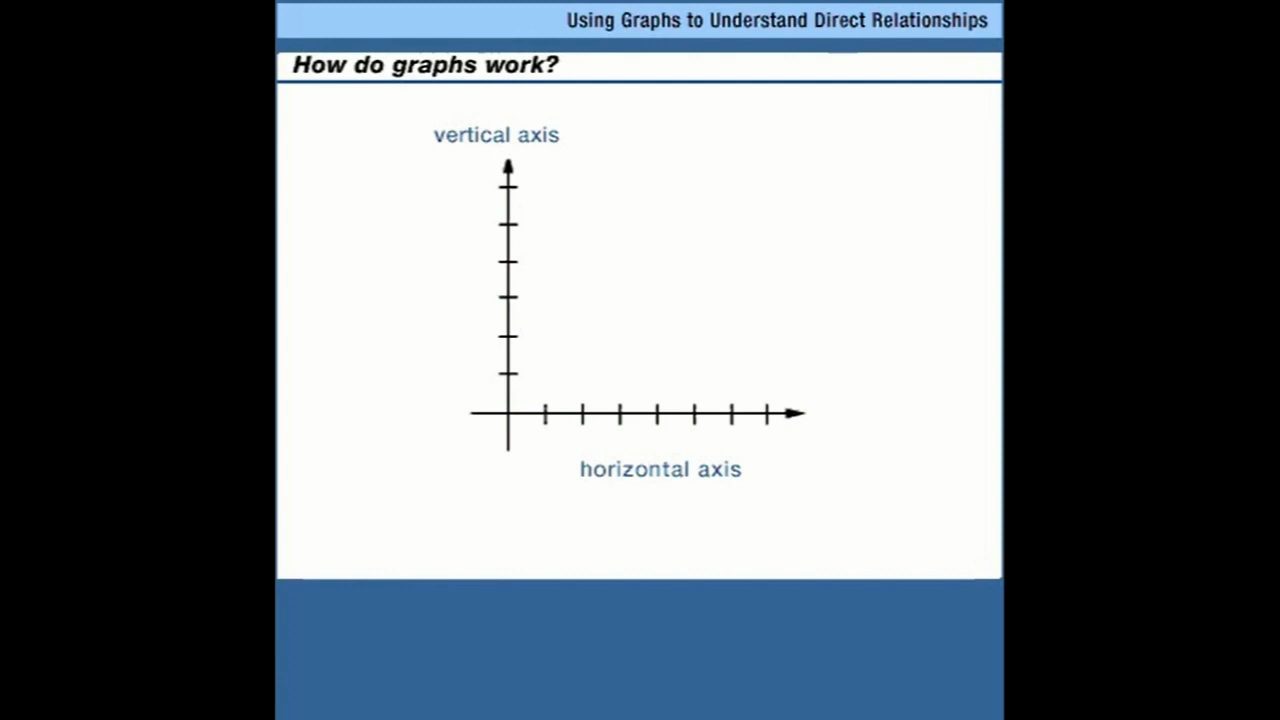 Using Graphs to Understand Direct Relationships
How do graphs work?
vertical axis
horizontal axis